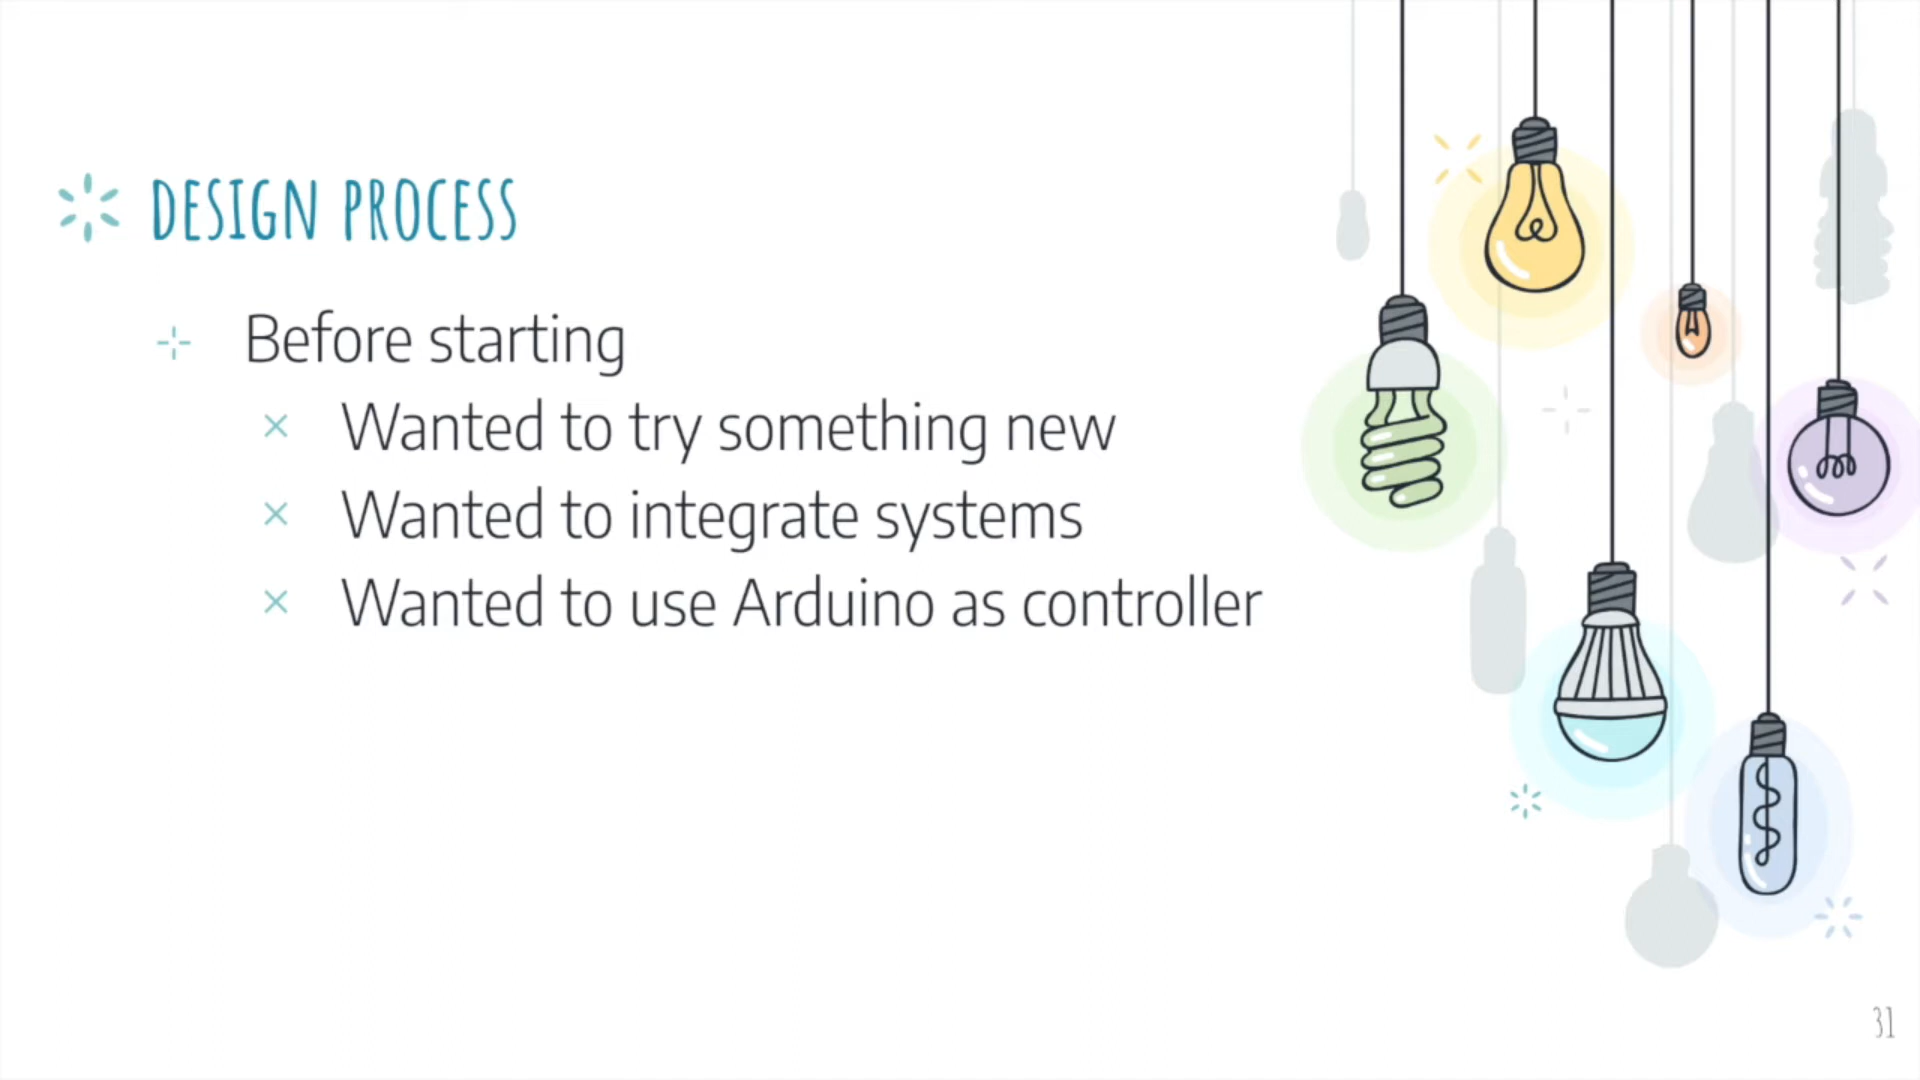 DESIGN PROCESS
Before starting
Wanted to try something new
Wanted to integrate systems
Wanted to use Arduino as controller
31